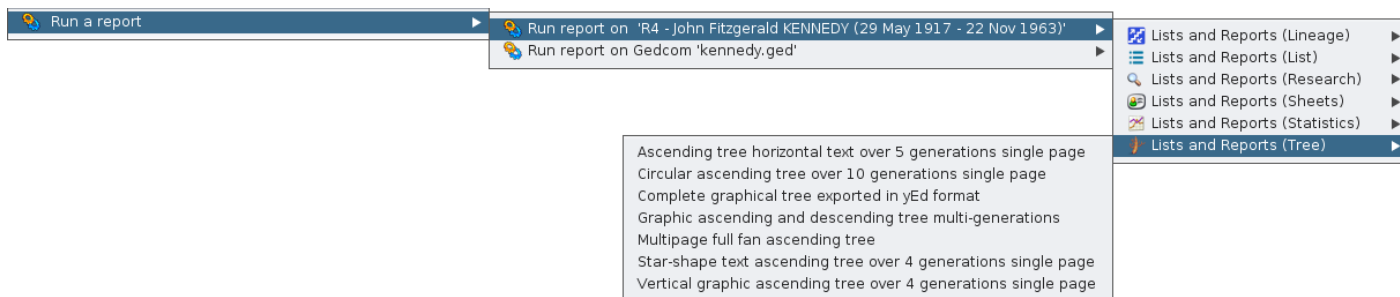 Run a report
Run report on 'R4 - John Fitzgerald KENNEDY (29 May 1917 - 22 Nov 1963)'
Run report on Gedcom 'kennedy.ged'
Lists and Reports (Lineage)
Lists and Reports (List)
Lists and Reports (Research)
Lists and Reports (Sheets)
Lists and Reports (Statistics)
Lists and Reports (Tree)
Ascending tree horizontal text over 5 generations single page
Circular ascending tree over 10 generations single page
Complete graphical tree exported in yEd format
Graphic ascending and descending tree multi-generations
Multipage full fan ascending tree
Star-shape text ascending tree over 4 generations single page
Vertical graphic ascending tree over 4 generations single page